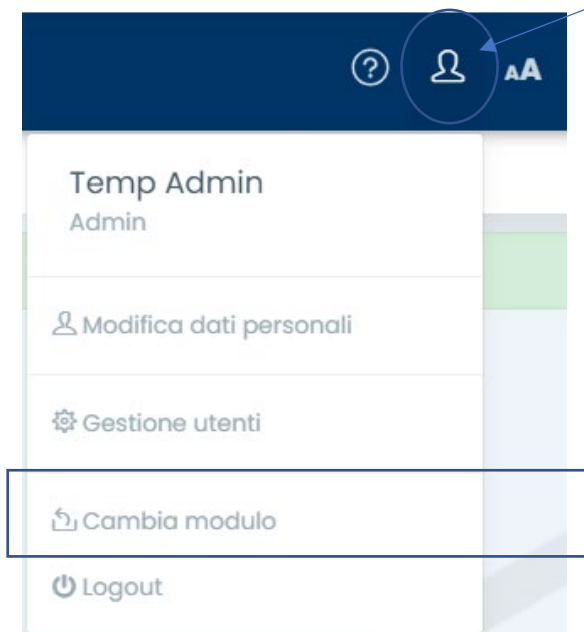 ?
AA
Temp Admin
Admin
Modifica dati personali
Gestione utenti
Cambia modulo
Logout